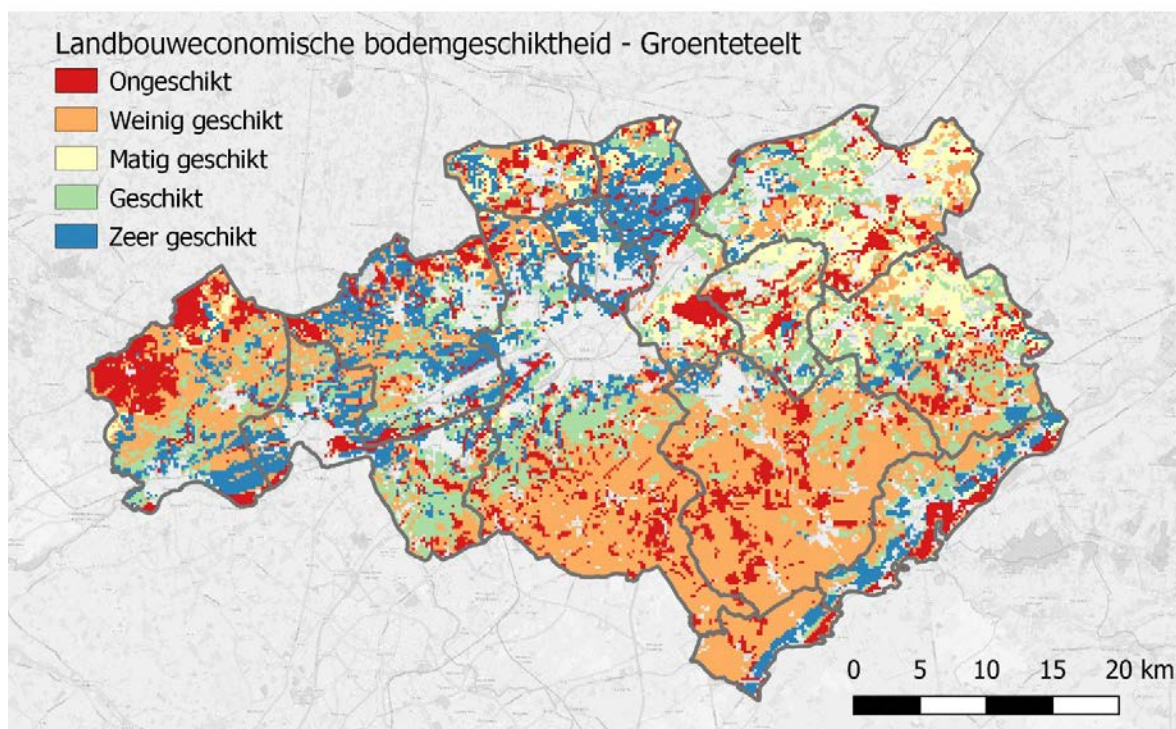 Landbouweconomische bodemgeschiktheid - Groenteteelt
Ongeschikt
Weinig geschikt
Matig geschikt
Geschikt
Zeer geschikt
0 5 10 15 20 km